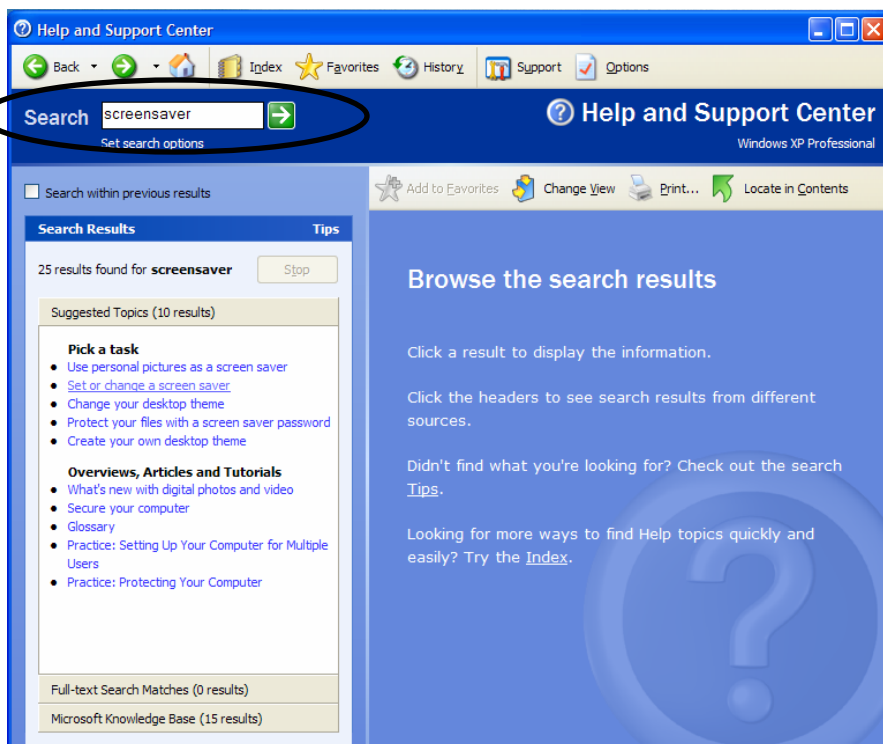 Help and Support Center
Back
Index
Favorites
History
Support
Options
Search
screensaver
Set search options
Help and Support Center
Windows XP Professional
Search within previous results
Add to Favorites
Change View
Print...
Locate in Contents
Search Results
Tips
25 results found for screensaver
Stop
Suggested Topics (10 results)
Pick a task
Use personal pictures as a screen saver
Set or change a screen saver
Change your desktop theme
Protect your files with a screen saver password
Create your own desktop theme
Overviews, Articles and Tutorials
What's new with digital photos and video
Secure your computer
Glossary
Practice: Setting Up Your Computer for Multiple
Users
Practice: Protecting Your Computer
Full-text Search Matches (0 results)
Microsoft Knowledge Base (15 results)
Browse the search results
Click a result to display the information.
Click the headers to see search results from different
sources.
Didn't find what you're looking for? Check out the search
Tips.
Looking for more ways to find Help topics quickly and
easily? Try the Index.